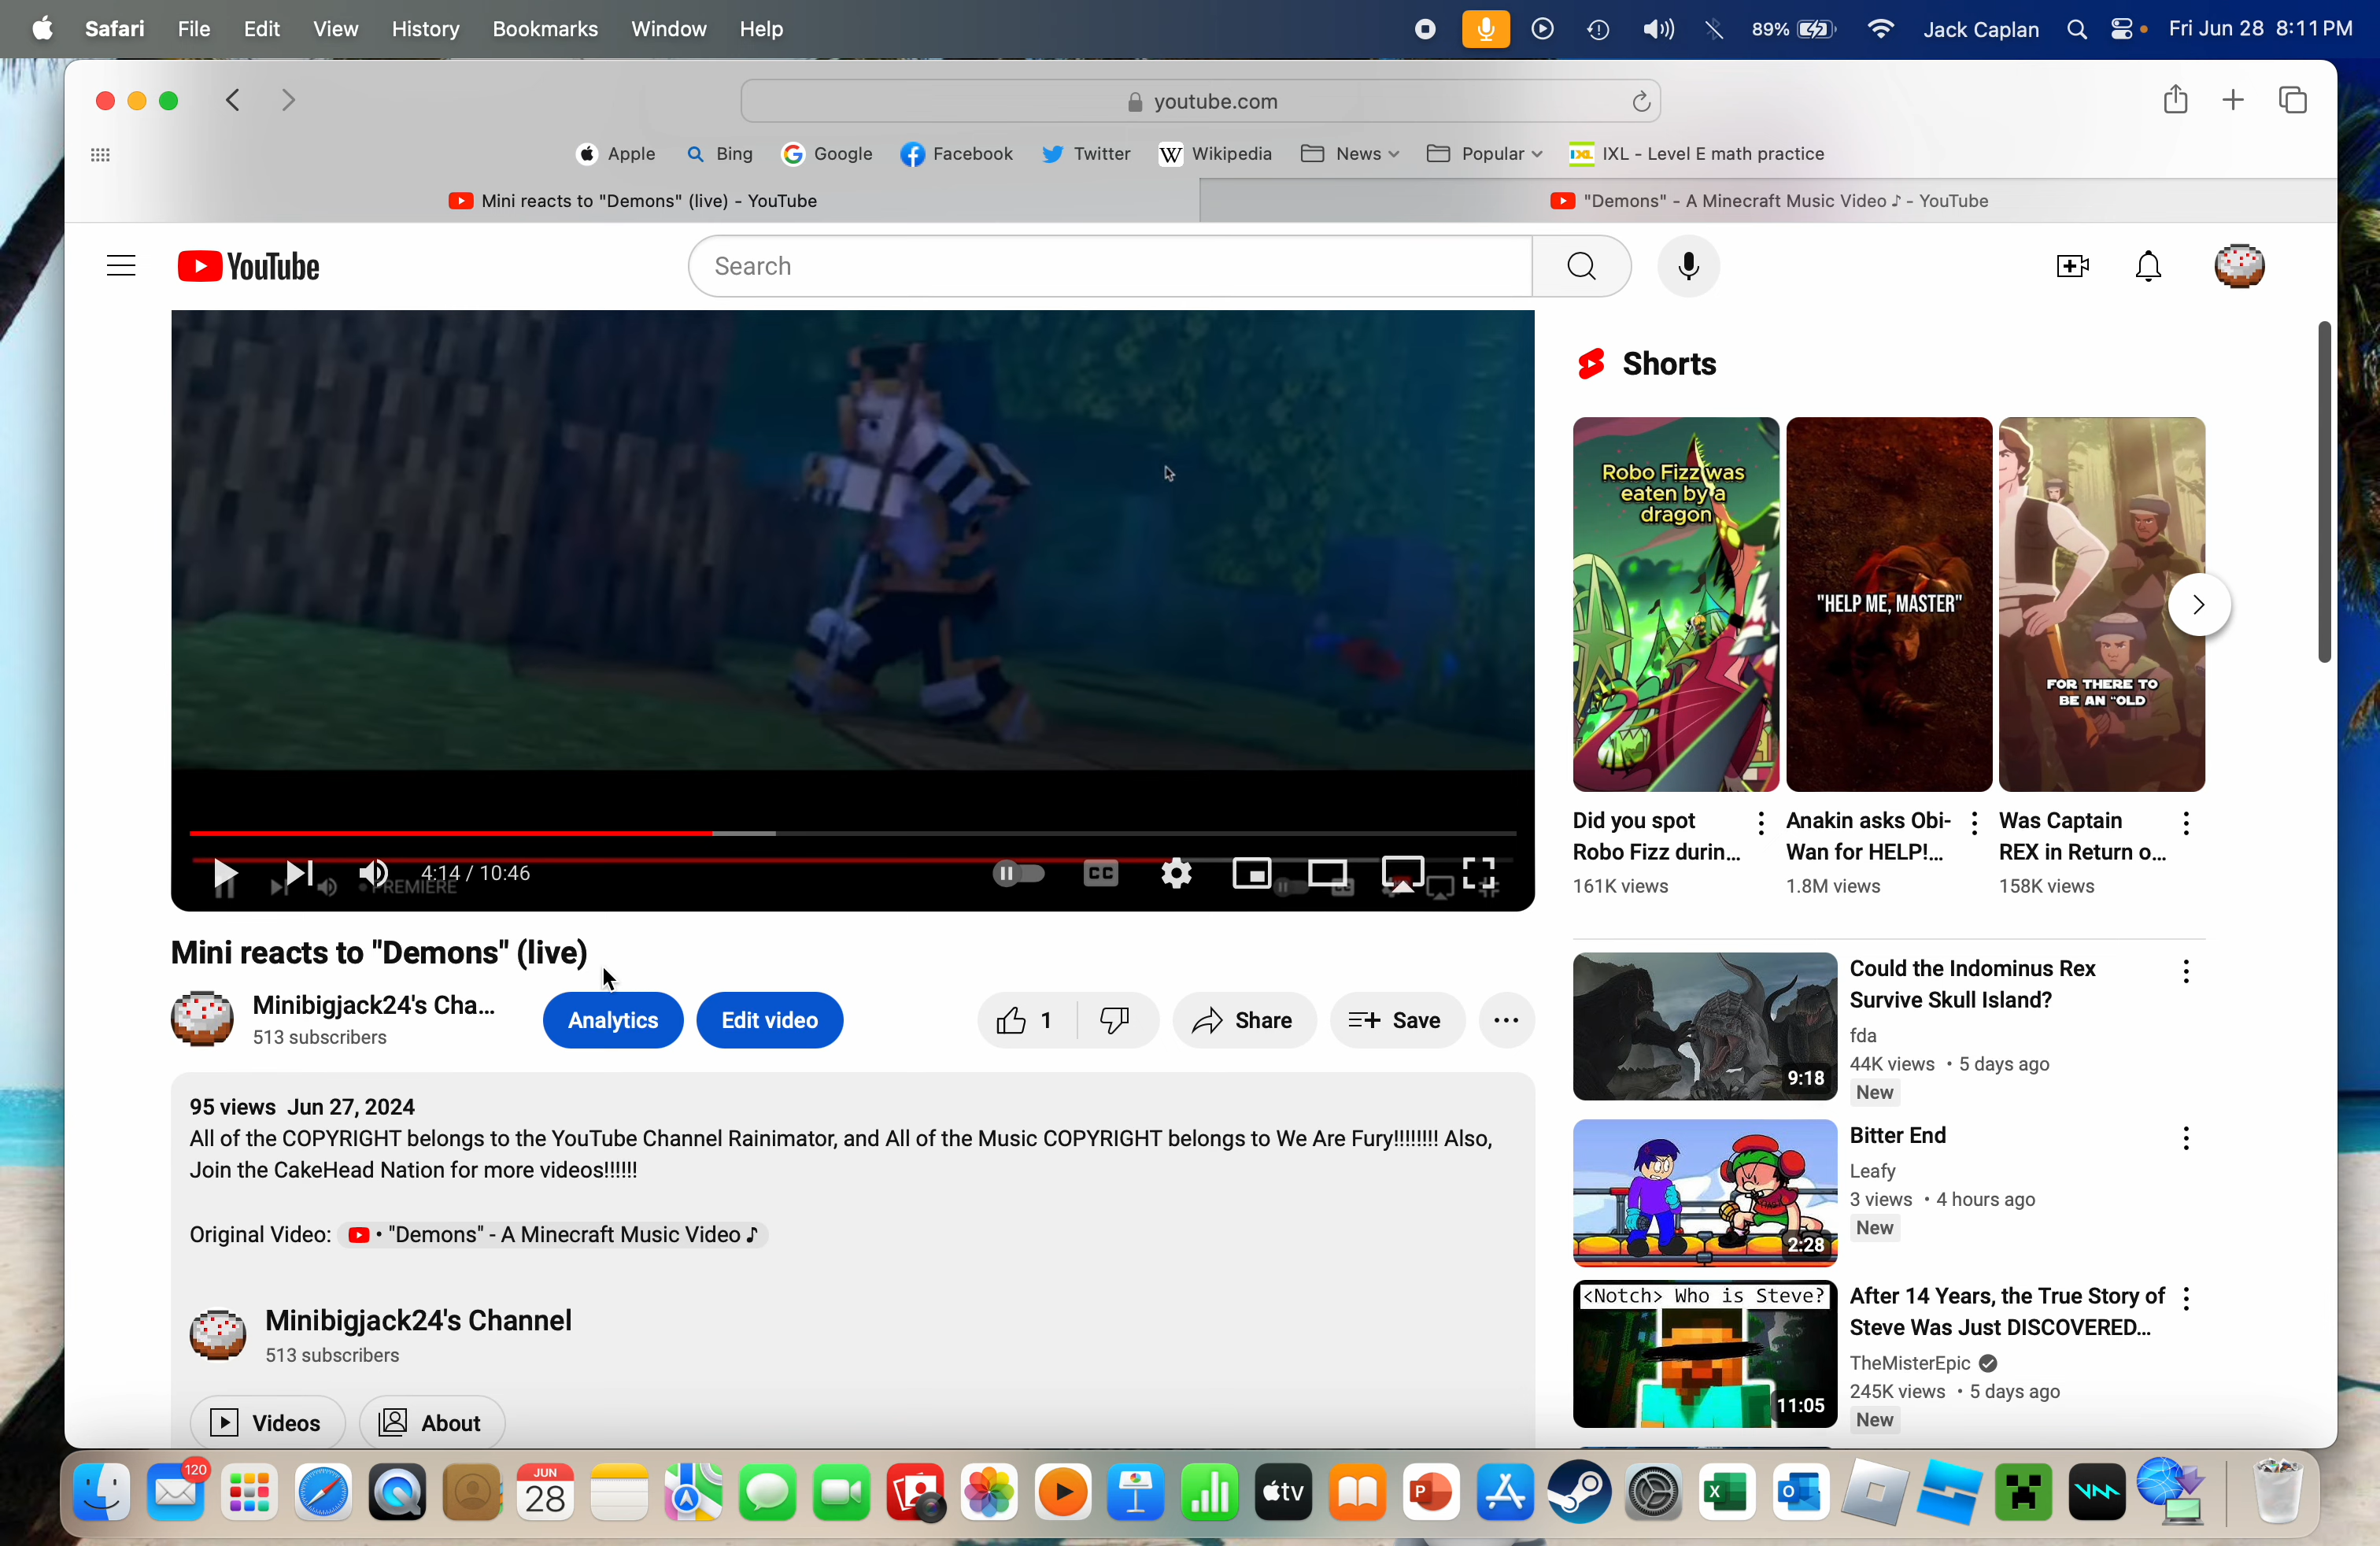 Safari File Edit View History Bookmarks Window Help
89% Jack Caplan Fri Jun 28 8:11 PM
youtube.com
Apple Bing Google Facebook Twitter Wikipedia News Popular IXL - Level E math practice
Mini reacts to "Demons" (live) - YouTube
"Demons" - A Minecraft Music Video ♪ - YouTube
YouTube
Search
Shorts
Robo Fizz was
eaten by a
dragon
"HELP ME, MASTER"
FOR THERE TO
BE AN "OLD
Did you spot
Robo Fizz durin...
161K views
Anakin asks Obi-
Wan for HELP!...
1.8M views
Was Captain
REX in Return o...
158K views
4:14 / 10:46
CC
• PREMIERE
Mini reacts to "Demons" (live)
Minibigjack24's Cha...
513 subscribers
Analytics
Edit video
1
Share
Save
95 views Jun 27, 2024
All of the COPYRIGHT belongs to the YouTube Channel Rainimator, and All of the Music COPYRIGHT belongs to We Are Fury!!!!!!!! Also,
Join the CakeHead Nation for more videos!!!!!!
Original Video: • "Demons" - A Minecraft Music Video ♪
Minibigjack24's Channel
513 subscribers
Videos
About
9:18
Could the Indominus Rex
Survive Skull Island?
fda
44K views • 5 days ago
New
2:28
Bitter End
Leafy
3 views • 4 hours ago
New
<Notch> Who is Steve?
11:05
After 14 Years, the True Story of
Steve Was Just DISCOVERED...
TheMisterEpic
245K views • 5 days ago
New
120
JUN
28
tv